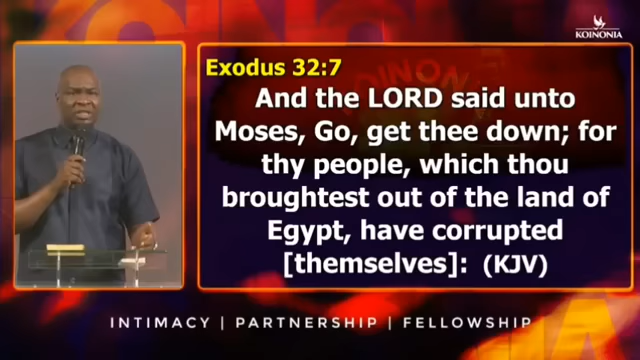 KOINONIA
Exodus 32:7
And the LORD said unto
Moses, Go, get thee down; for
thy people, which thou
broughtest out of the land of
Egypt, have corrupted
[themselves]: (KJV)
INTIMACY | PARTNERSHIP | FELLOWSHIP